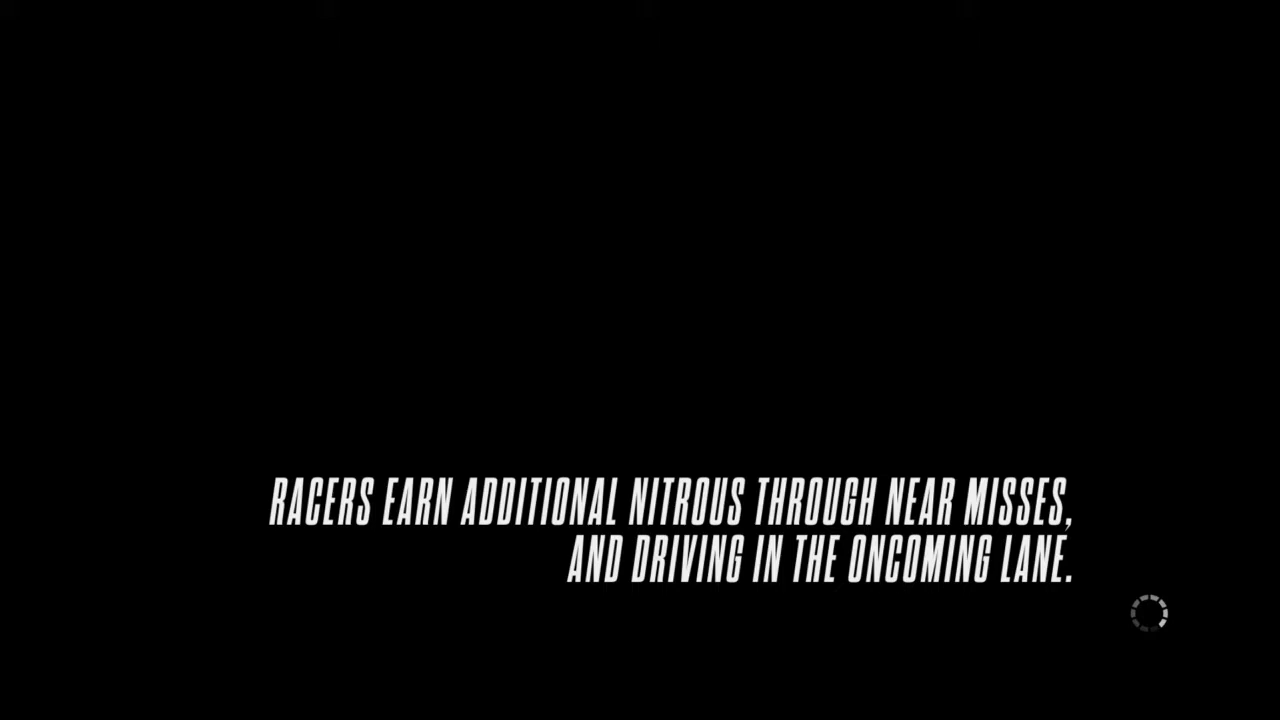 RACERS EARN ADDITIONAL NITROUS THROUGH NEAR MISSES,
AND DRIVING IN THE ONCOMING LANE.